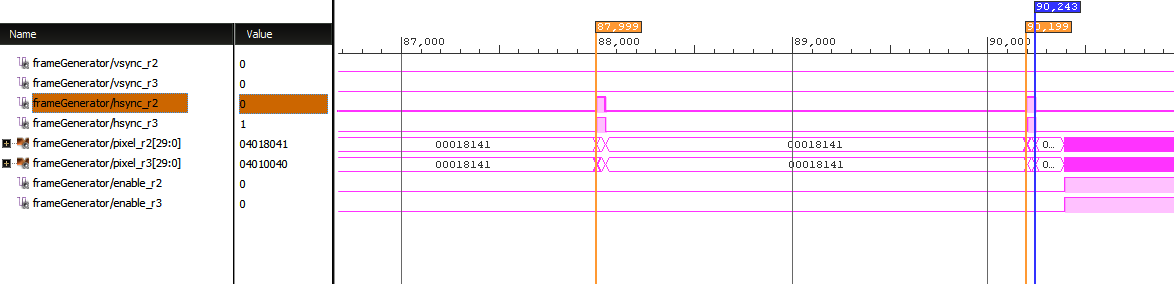 90,243
87,999 90,199
Name Value 87,000 88,000 89,000 90,000
frameGenerator/vsync_r2 0
frameGenerator/vsync_r3 0
frameGenerator/hsync_r2 0
frameGenerator/hsync_r3 1
frameGenerator/pixel_r2[29:0] 04018041 00018141 00018141 0...
frameGenerator/pixel_r3[29:0] 04010040 00018141 00018141 0...
frameGenerator/enable_r2 0
frameGenerator/enable_r3 0